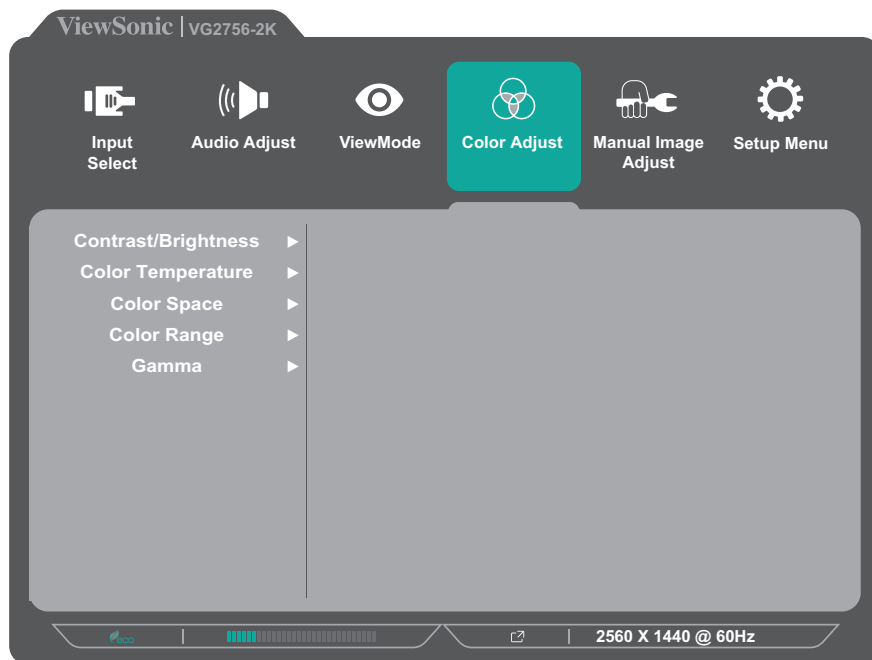 ViewSonic | VG2756-2K
Input
Select
Audio Adjust
ViewMode
Color Adjust
Manual Image
Adjust
Setup Menu
Contrast/Brightness
Color Temperature
Color Space
Color Range
Gamma
eco
2560 X 1440 @ 60Hz